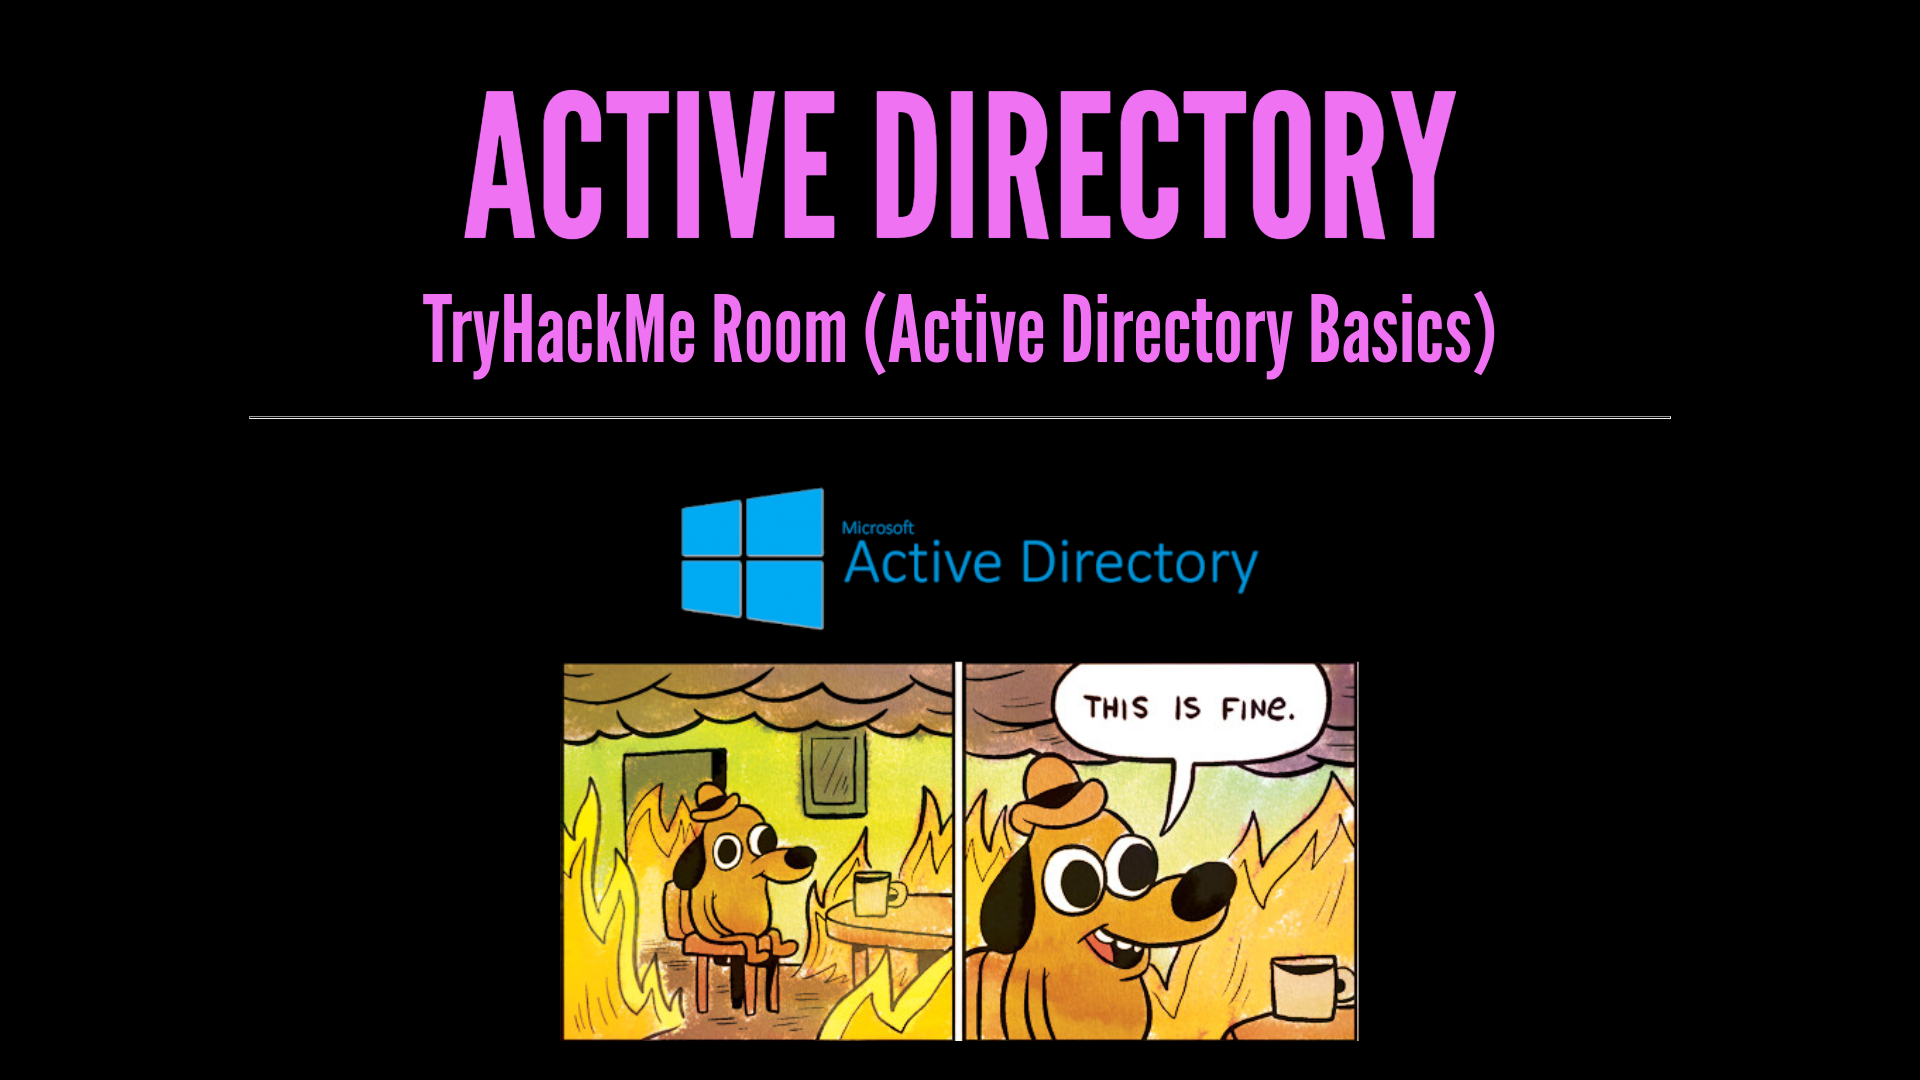 ACTIVE DIRECTORY
TryHackMe Room (Active Directory Basics)
Microsoft
Active Directory
THIS IS FINe.